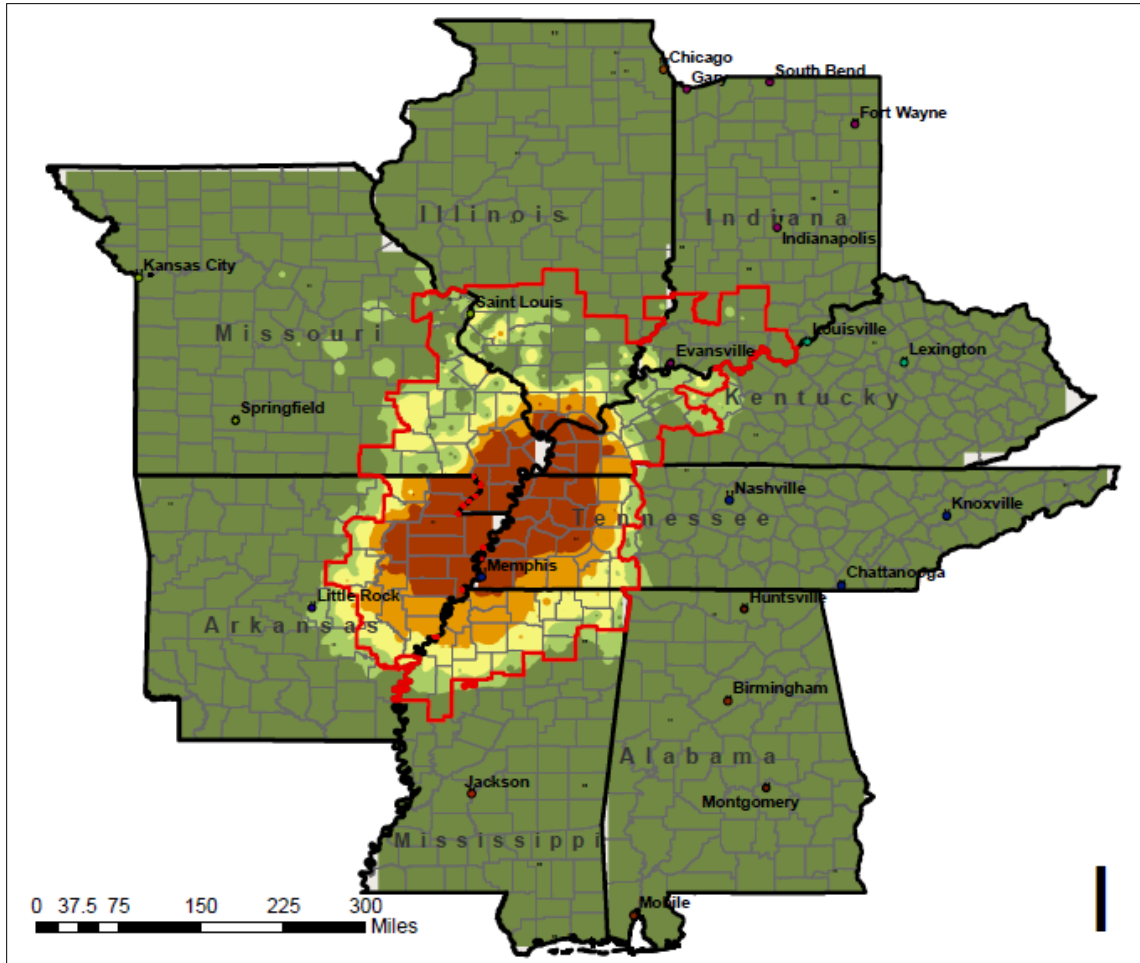 Chicago
Gary
South Bend
Fort Wayne
Illinois
Indiana
Indianapolis
Kansas City
Saint Louis
Missouri
Evansville
Louisville
Lexington
Kentucky
Springfield
Nashville
Knoxville
Tennessee
Memphis
Chattanooga
Little Rock
Huntsville
Arkansas
Birmingham
Alabama
Jackson
Montgomery
Mississippi
Mobile
0 37.5 75 150 225 300
Miles